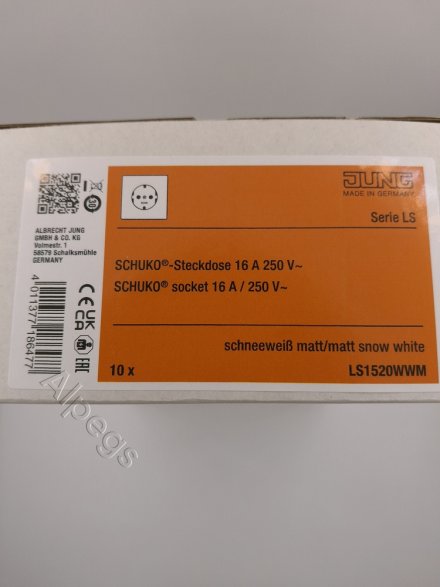 ALBRECHT JUNG
GMBH & CO. KG
Volmestr. 1
58579 Schalksmühle
GERMANY
4 011377 186477
JUNG
MADE IN GERMANY
Serie LS
SCHUKO®-Steckdose 16 A 250 V~
SCHUKO® socket 16 A / 250 V~
schneeweiß matt/matt snow white
10 x
LS1520WWM
CE
UK
CA
EAC
30
Alpegs